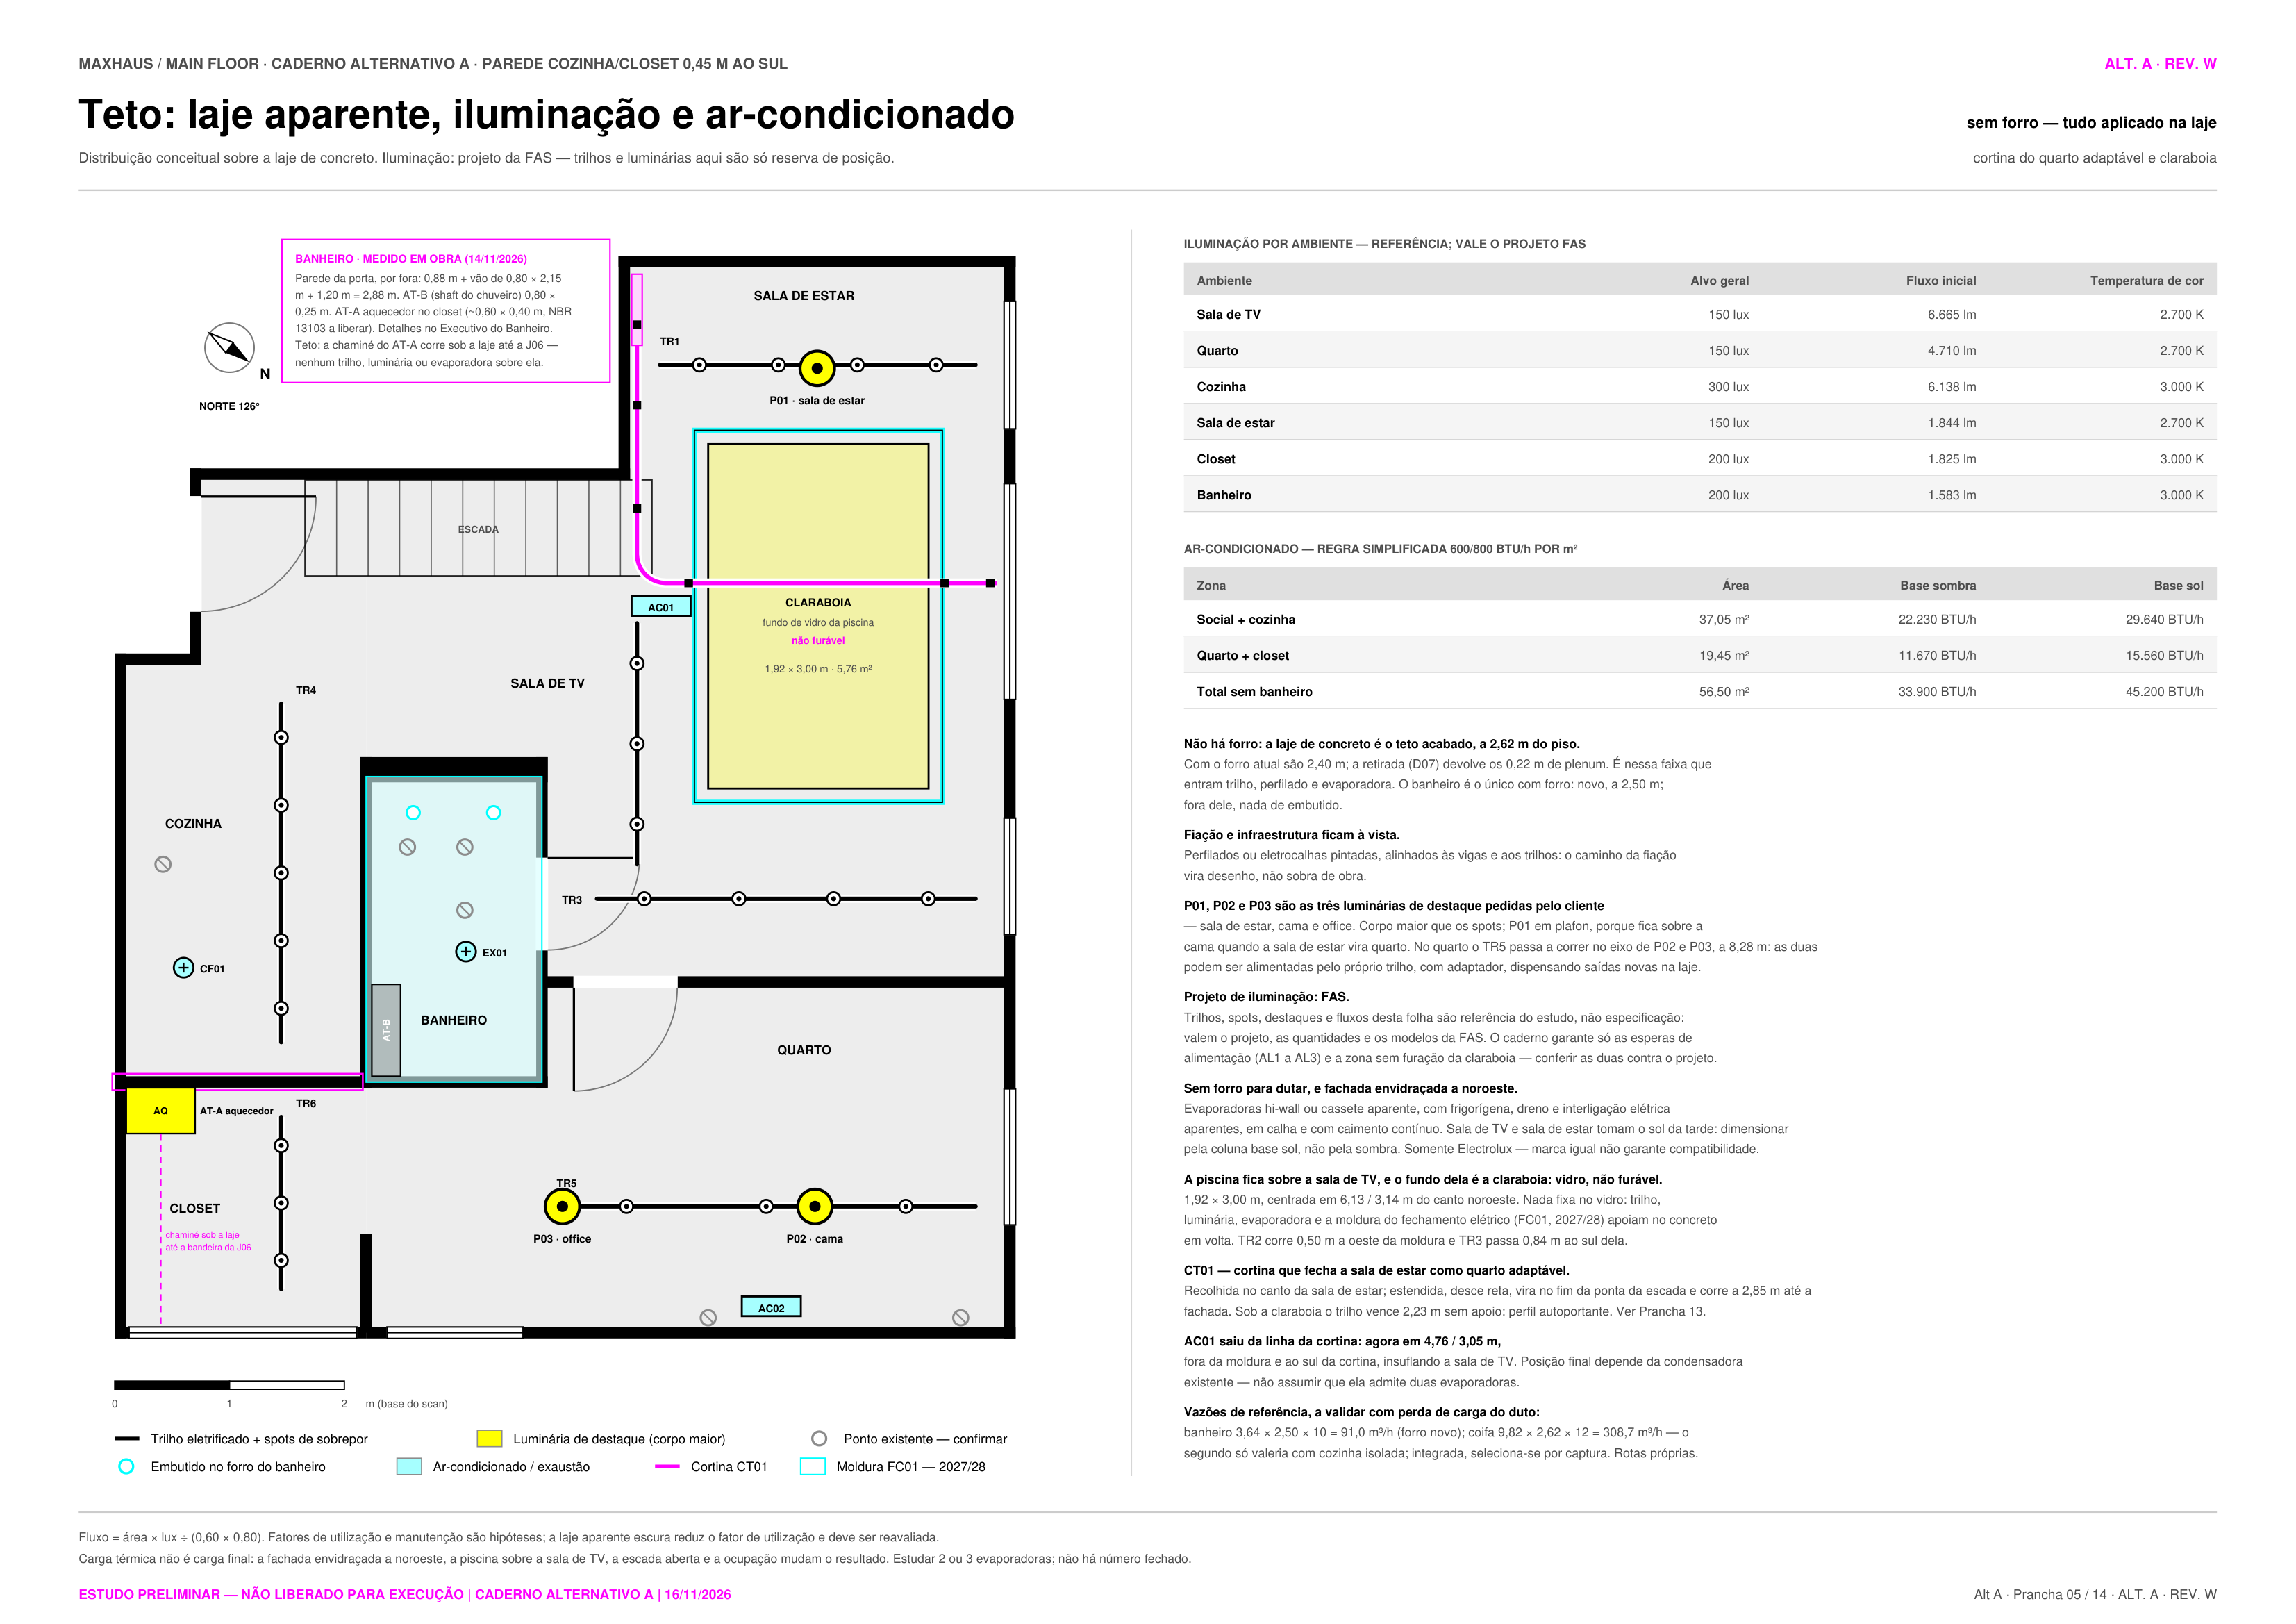 MAXHAUS / MAIN FLOOR · CADERNO ALTERNATIVO A · PAREDE COZINHA/CLOSET 0,45 M AO SUL
ALT. A · REV. W
Teto: laje aparente, iluminação e ar-condicionado
sem forro — tudo aplicado na laje
Distribuição conceitual sobre a laje de concreto. Iluminação: projeto da FAS — trilhos e luminárias aqui são só reserva de posição.
cortina do quarto adaptável e claraboia
BANHEIRO · MEDIDO EM OBRA (14/11/2026)
Parede da porta, por fora: 0,88 m + vão de 0,80 × 2,15
m + 1,20 m = 2,88 m. AT-B (shaft do chuveiro) 0,80 ×
0,25 m. AT-A aquecedor no closet (~0,60 × 0,40 m, NBR
13103 a liberar). Detalhes no Executivo do Banheiro.
Teto: a chaminé do AT-A corre sob a laje até a J06 —
nenhum trilho, luminária ou evaporadora sobre ela.
N
NORTE 126°
SALA DE ESTAR
TR1
P01 · sala de estar
ESCADA
AC01
CLARABOIA
fundo de vidro da piscina
não furável
1,92 × 3,00 m · 5,76 m²
SALA DE TV
TR4
COZINHA
TR3
EX01
CF01
AT-B
BANHEIRO
QUARTO
AQ
AT-A aquecedor
TR6
TR5
CLOSET
chaminé sob a laje
até a bandeira da J06
P03 · office
P02 · cama
AC02
0
1
2
m (base do scan)
Trilho eletrificado + spots de sobrepor
Luminária de destaque (corpo maior)
Ponto existente — confirmar
Embutido no forro do banheiro
Ar-condicionado / exaustão
Cortina CT01
Moldura FC01 — 2027/28
ILUMINAÇÃO POR AMBIENTE — REFERÊNCIA; VALE O PROJETO FAS
Ambiente Alvo geral Fluxo inicial Temperatura de cor
Sala de TV 150 lux 6.665 lm 2.700 K
Quarto 150 lux 4.710 lm 2.700 K
Cozinha 300 lux 6.138 lm 3.000 K
Sala de estar 150 lux 1.844 lm 2.700 K
Closet 200 lux 1.825 lm 3.000 K
Banheiro 200 lux 1.583 lm 3.000 K
AR-CONDICIONADO — REGRA SIMPLIFICADA 600/800 BTU/h POR m²
Zona Área Base sombra Base sol
Social + cozinha 37,05 m² 22.230 BTU/h 29.640 BTU/h
Quarto + closet 19,45 m² 11.670 BTU/h 15.560 BTU/h
Total sem banheiro 56,50 m² 33.900 BTU/h 45.200 BTU/h
Não há forro: a laje de concreto é o teto acabado, a 2,62 m do piso.
Com o forro atual são 2,40 m; a retirada (D07) devolve os 0,22 m de plenum. É nessa faixa que
entram trilho, perfilado e evaporadora. O banheiro é o único com forro: novo, a 2,50 m;
fora dele, nada de embutido.
Fiação e infraestrutura ficam à vista.
Perfilados ou eletrocalhas pintadas, alinhados às vigas e aos trilhos: o caminho da fiação
vira desenho, não sobra de obra.
P01, P02 e P03 são as três luminárias de destaque pedidas pelo cliente
— sala de estar, cama e office. Corpo maior que os spots; P01 em plafon, porque fica sobre a
cama quando a sala de estar vira quarto. No quarto o TR5 passa a correr no eixo de P02 e P03, a 8,28 m: as duas
podem ser alimentadas pelo próprio trilho, com adaptador, dispensando saídas novas na laje.
Projeto de iluminação: FAS.
Trilhos, spots, destaques e fluxos desta folha são referência do estudo, não especificação:
valem o projeto, as quantidades e os modelos da FAS. O caderno garante só as esperas de
alimentação (AL1 a AL3) e a zona sem furação da claraboia — conferir as duas contra o projeto.
Sem forro para dutar, e fachada envidraçada a noroeste.
Evaporadoras hi-wall ou cassete aparente, com frigorígena, dreno e interligação elétrica
aparentes, em calha e com caimento contínuo. Sala de TV e sala de estar tomam o sol da tarde: dimensionar
pela coluna base sol, não pela sombra. Somente Electrolux — marca igual não garante compatibilidade.
A piscina fica sobre a sala de TV, e o fundo dela é a claraboia: vidro, não furável.
1,92 × 3,00 m, centrada em 6,13 / 3,14 m do canto noroeste. Nada fixa no vidro: trilho,
luminária, evaporadora e a moldura do fechamento elétrico (FC01, 2027/28) apoiam no concreto
em volta. TR2 corre 0,50 m a oeste da moldura e TR3 passa 0,84 m ao sul dela.
CT01 — cortina que fecha a sala de estar como quarto adaptável.
Recolhida no canto da sala de estar; estendida, desce reta, vira no fim da ponta da escada e corre a 2,85 m até a
fachada. Sob a claraboia o trilho vence 2,23 m sem apoio: perfil autoportante. Ver Prancha 13.
AC01 saiu da linha da cortina: agora em 4,76 / 3,05 m,
fora da moldura e ao sul da cortina, insuflando a sala de TV. Posição final depende da condensadora
existente — não assumir que ela admite duas evaporadoras.
Vazões de referência, a validar com perda de carga do duto:
banheiro 3,64 × 2,50 × 10 = 91,0 m³/h (forro novo); coifa 9,82 × 2,62 × 12 = 308,7 m³/h — o
segundo só valeria com cozinha isolada; integrada, seleciona-se por captura. Rotas próprias.
Fluxo = área × lux ÷ (0,60 × 0,80). Fatores de utilização e manutenção são hipóteses; a laje aparente escura reduz o fator de utilização e deve ser reavaliada.
Carga térmica não é carga final: a fachada envidraçada a noroeste, a piscina sobre a sala de TV, a escada aberta e a ocupação mudam o resultado. Estudar 2 ou 3 evaporadoras; não há número fechado.
ESTUDO PRELIMINAR — NÃO LIBERADO PARA EXECUÇÃO | CADERNO ALTERNATIVO A | 16/11/2026
Alt A · Prancha 05 / 14 · ALT. A · REV. W